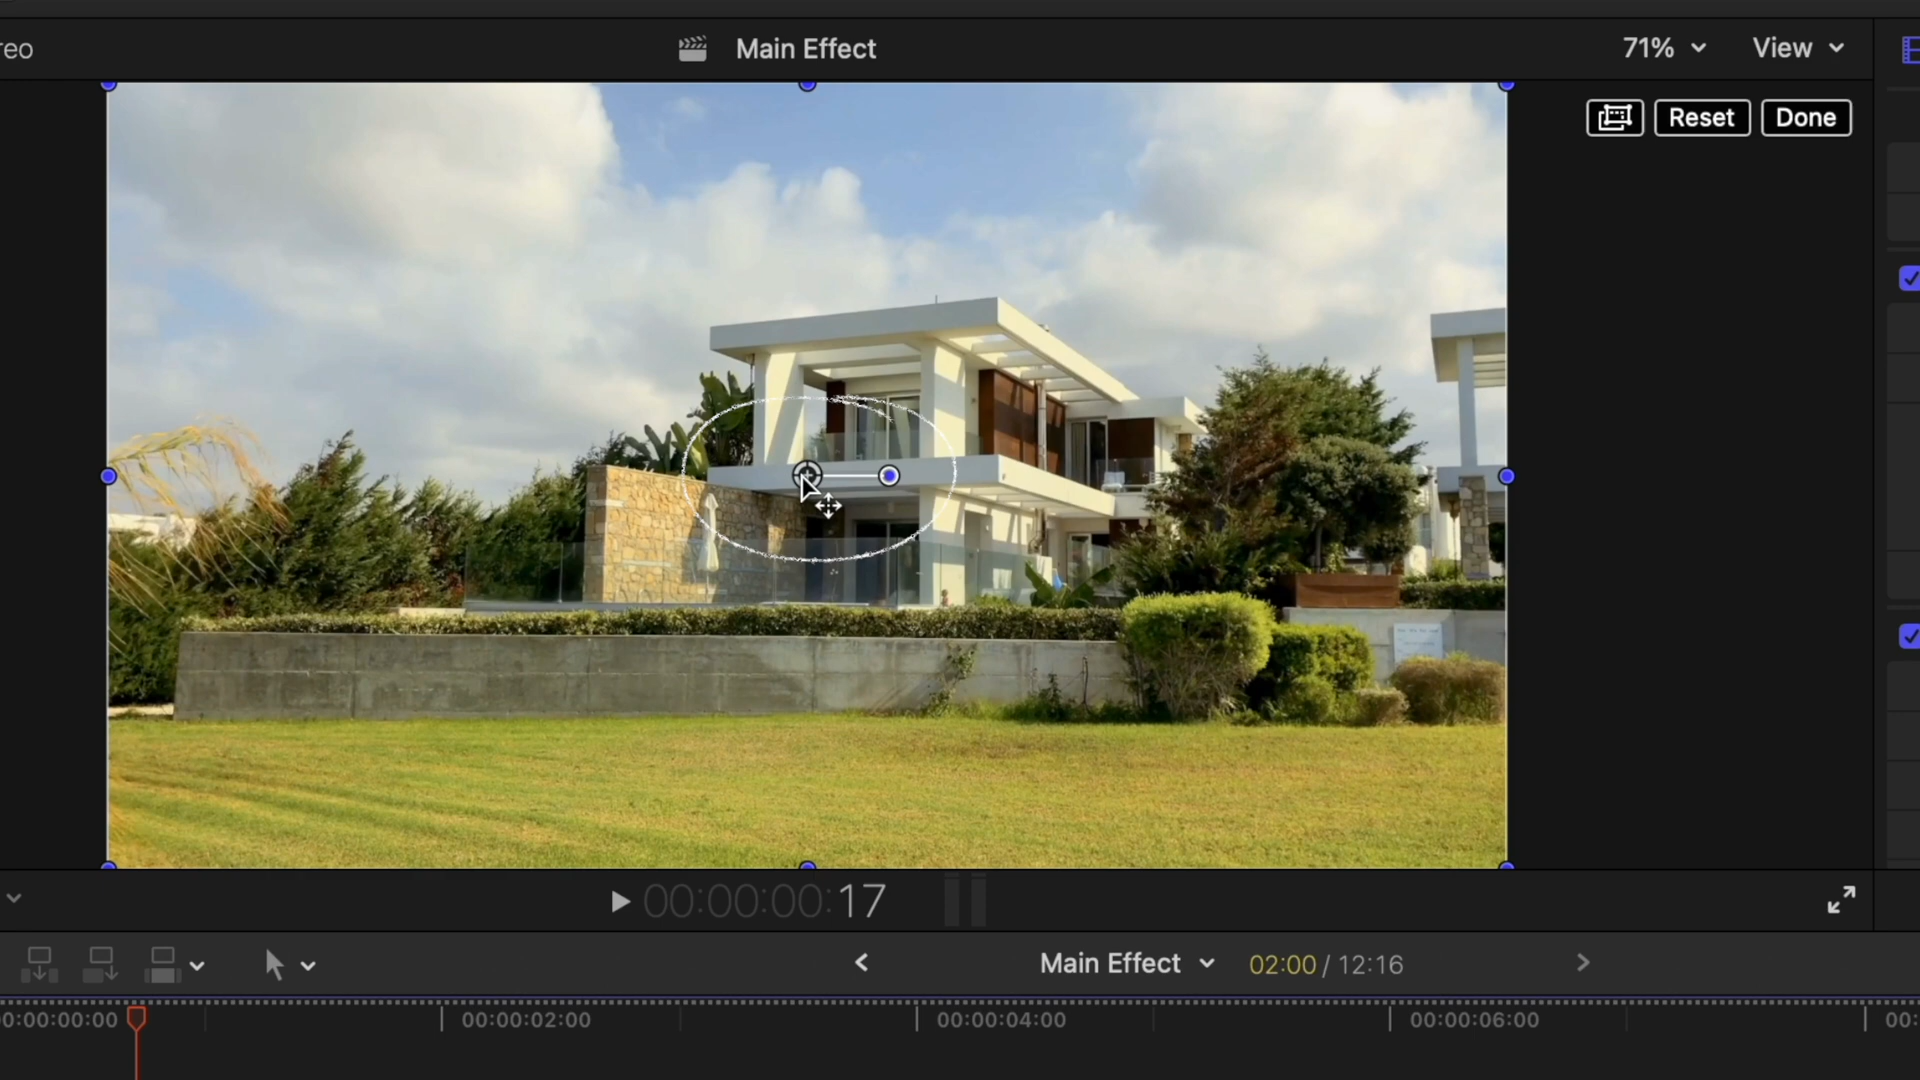 reo
Main Effect
71%
View
Reset
Done
00:00:00:17
Main Effect
02:00 / 12:16
0:00:00:00
00:00:02:00
00:00:04:00
00:00:06:00
00: